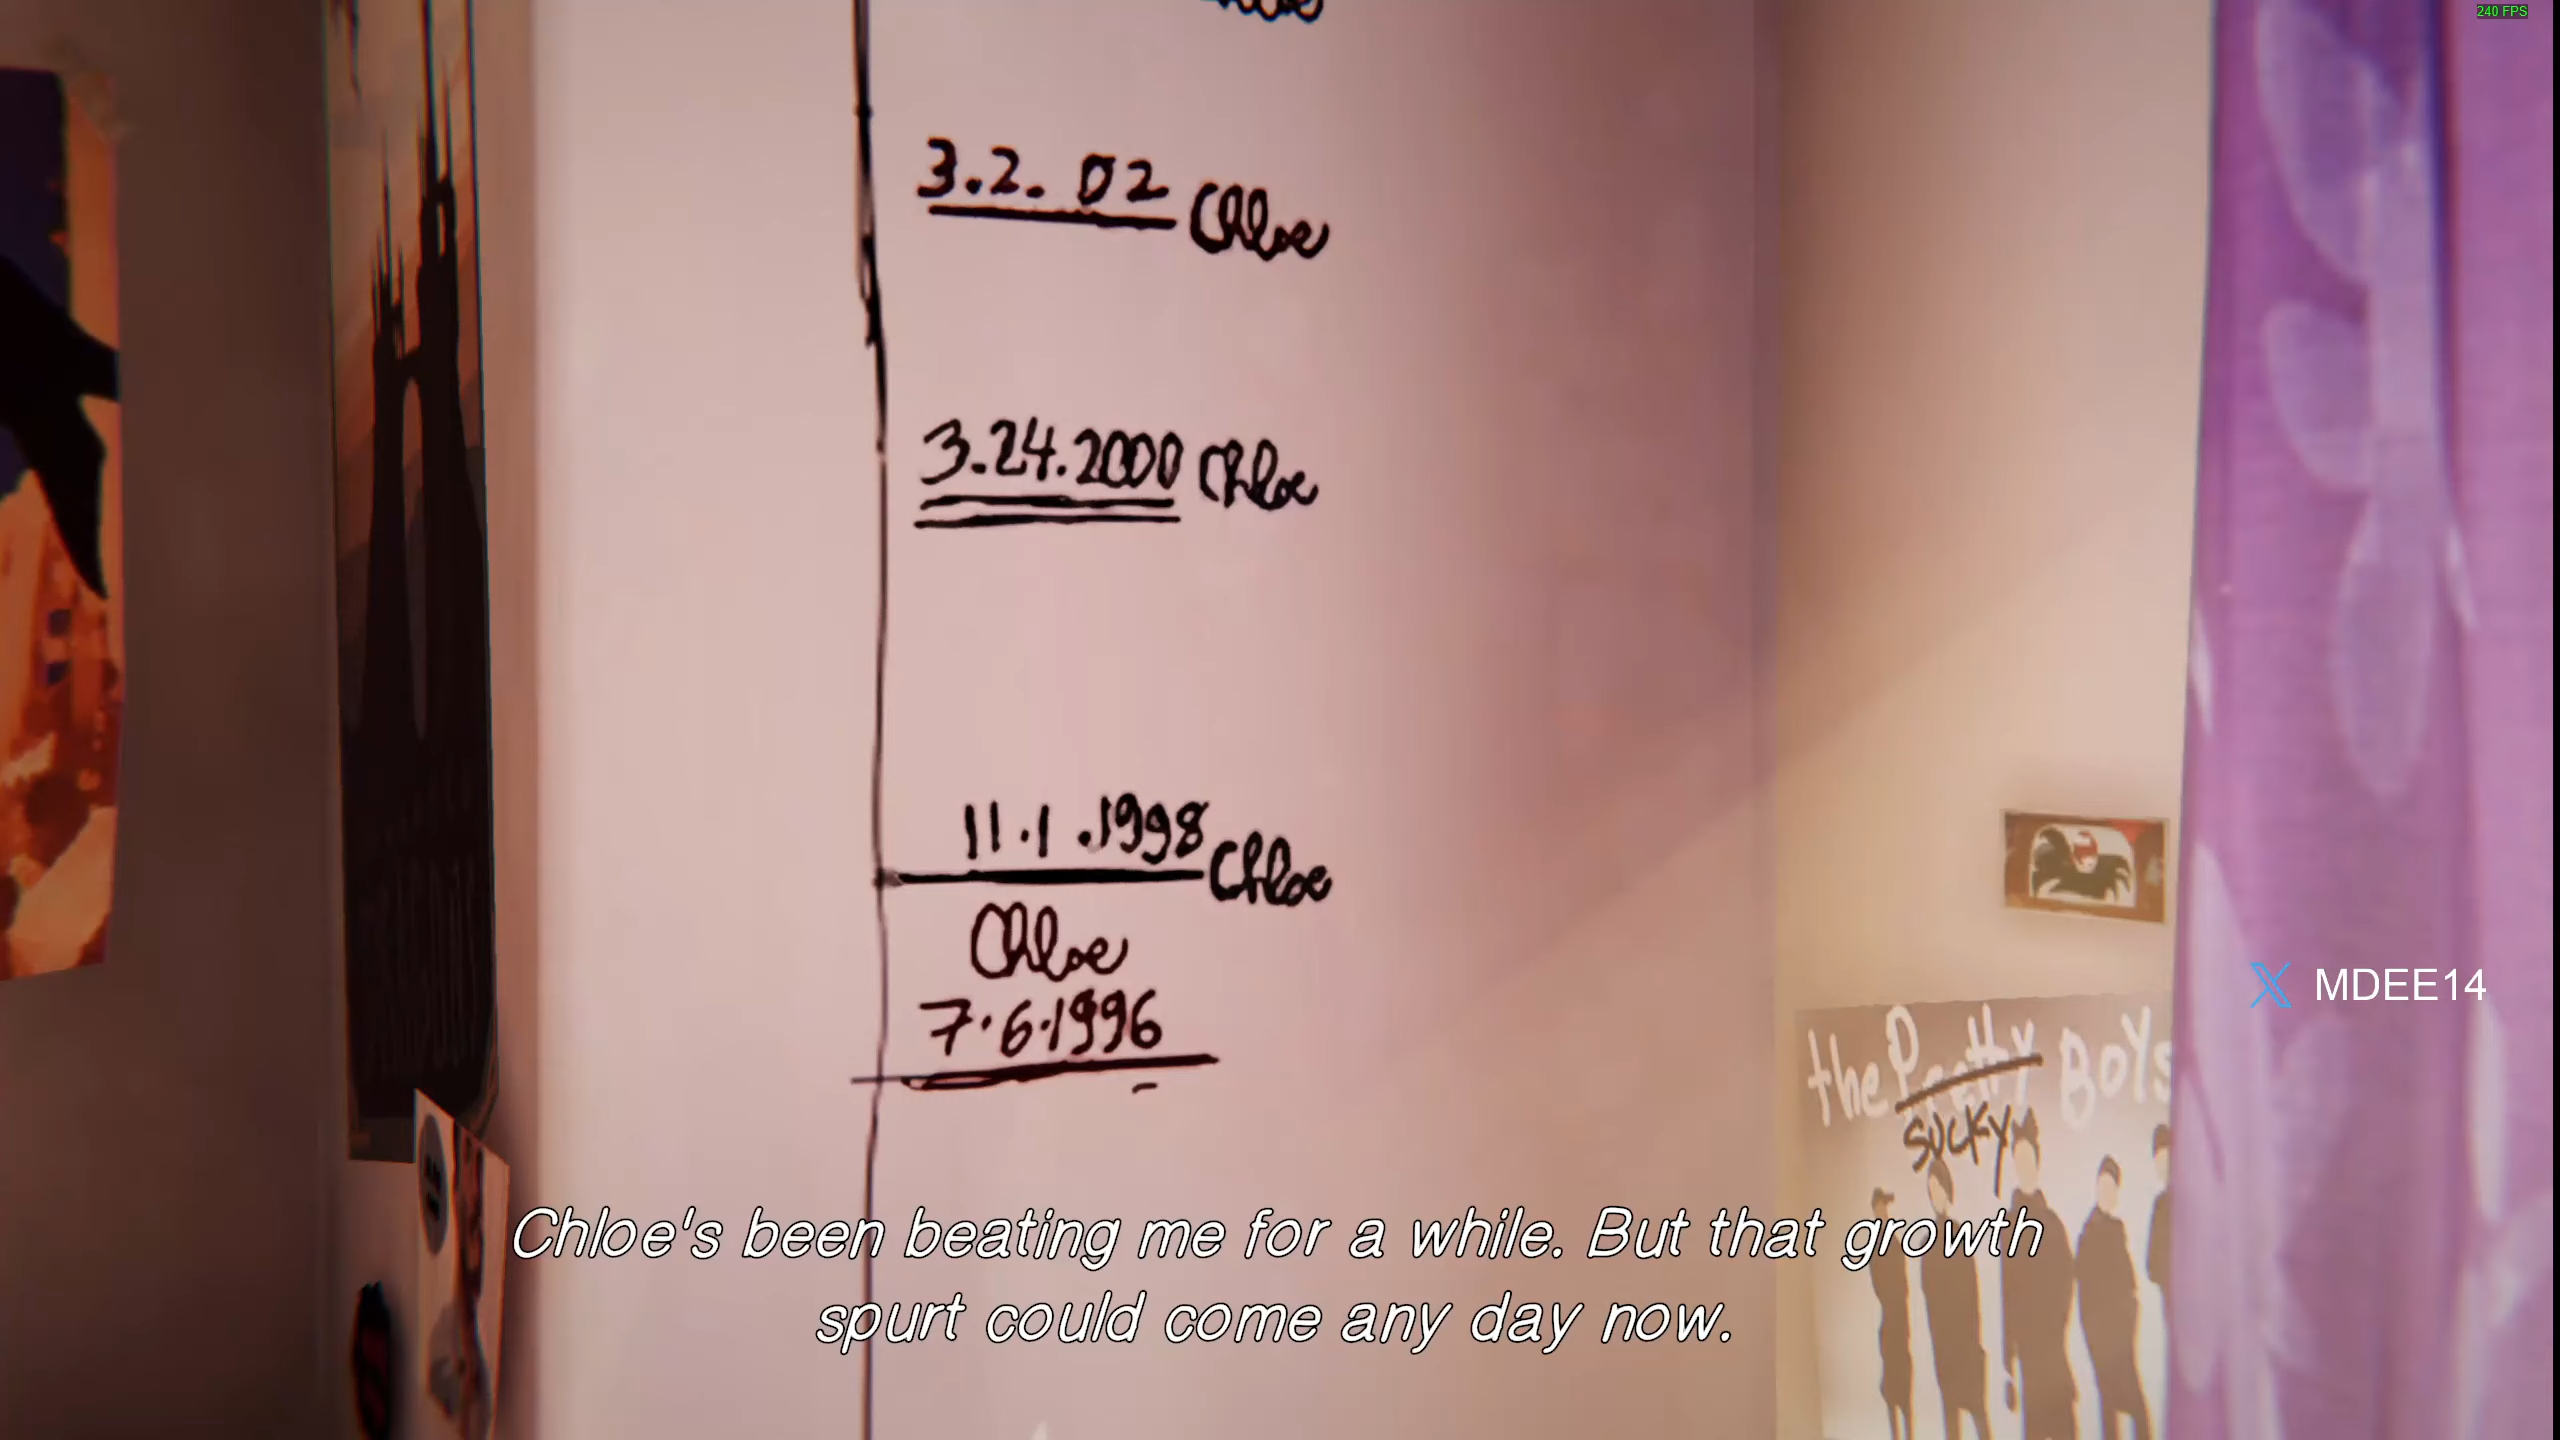 240 FPS
3.2. 02 Chloe
3.24.2000 Chloe
11.1.1998 Chloe
Chloe
7.6.1996
MDEE14
the Pretty Boys
SUCKY
Chloe's been beating me for a while. But that growth
spurt could come any day now.